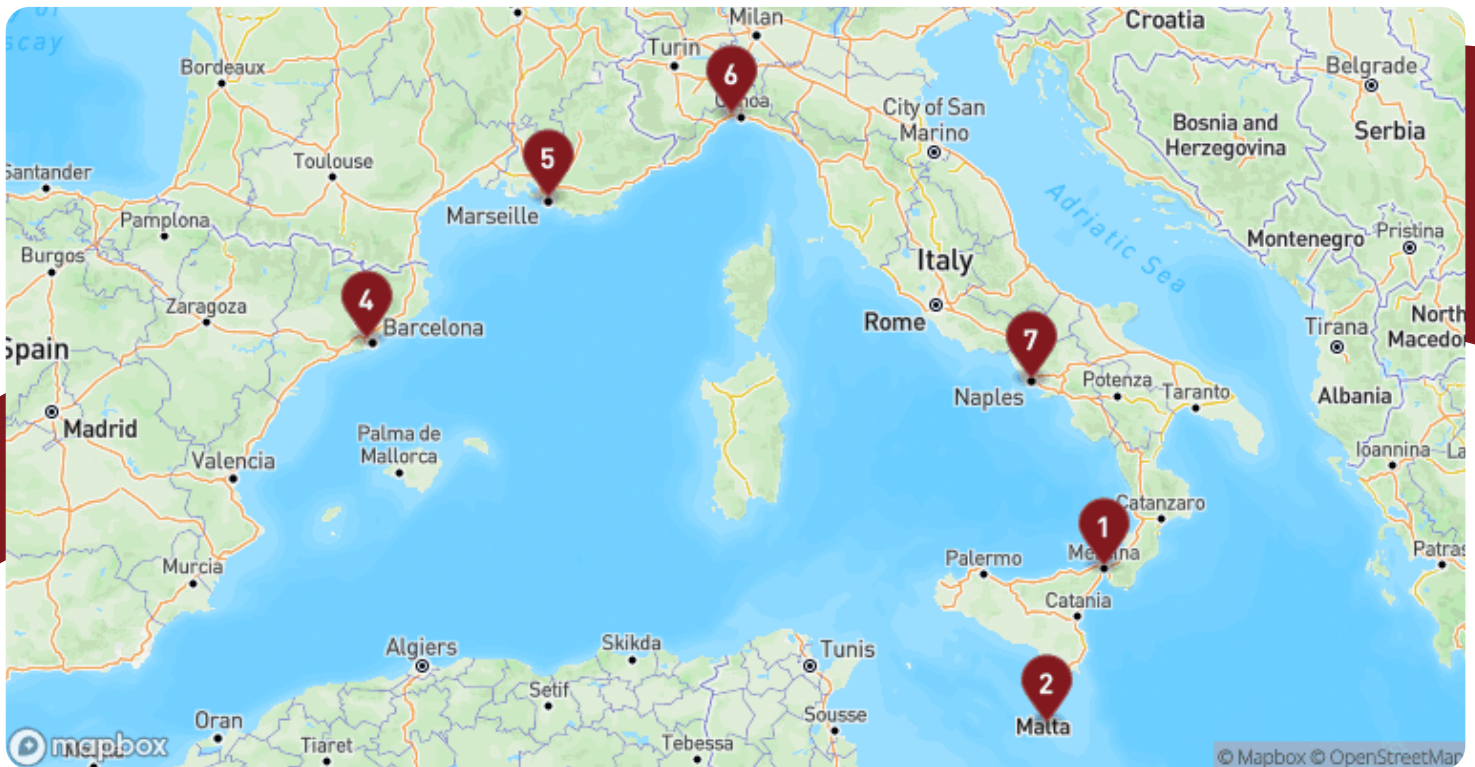 Milan
Croatia
Turin
Bordeaux
6
Belgrade
City of San
Marino
Bosnia and
Herzegovina
Serbia
5
Toulouse
Santander
Adriatic Sea
Marseille
Pamplona
Montenegro
Pristina
Burgos
Italy
4
Zaragoza
Rome
Barcelona
7
Tirana
North
Spain
Potenza
Taranto
Naples
Albania
Madrid
Palma de
Mallorca
Ioannina
La
Valencia
Catanzaro
1
Palermo
Patras
Murcia
Catania
Algiers
Skikda
Tunis
2
Setif
Oran
Sousse
Malta
Tiaret
Tebessa
mapbox
© Mapbox © OpenStreetMap